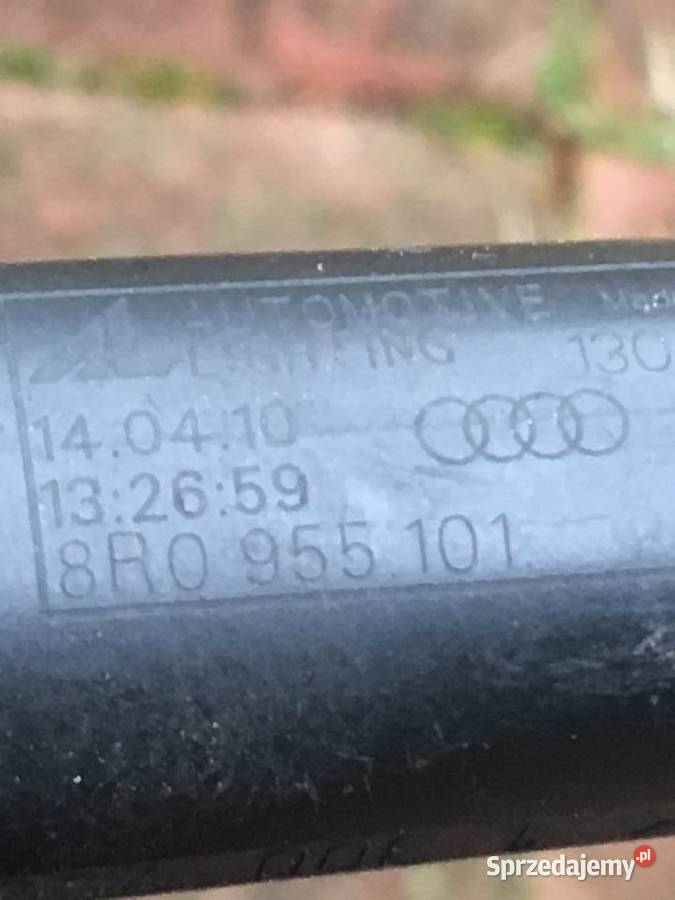 AUTOMOTIVE
LIGHTING 130
14.04.10
13:26:59
8R0 955 101
Sprzedajemy.pl